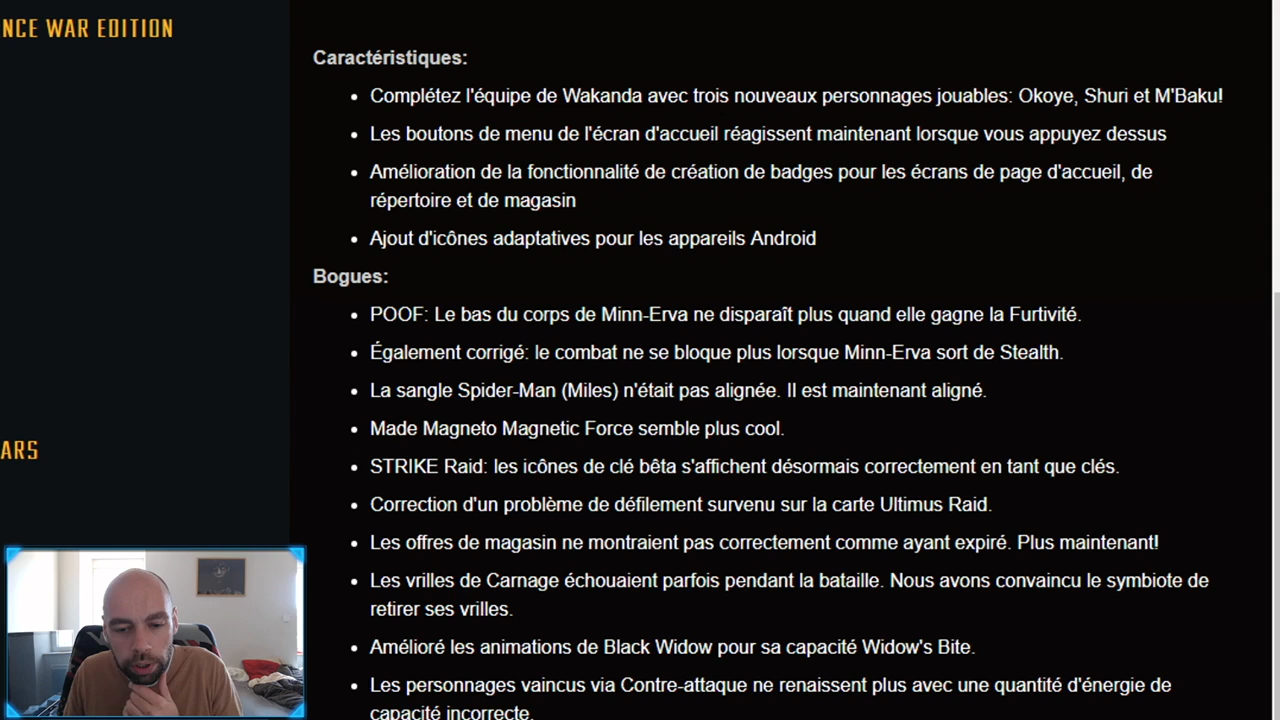 NCE WAR EDITION
Caractéristiques:
Complétez l'équipe de Wakanda avec trois nouveaux personnages jouables: Okoye, Shuri et M'Baku!
Les boutons de menu de l'écran d'accueil réagissent maintenant lorsque vous appuyez dessus
Amélioration de la fonctionnalité de création de badges pour les écrans de page d'accueil, de
répertoire et de magasin
Ajout d'icônes adaptatives pour les appareils Android
Bogues:
POOF: Le bas du corps de Minn-Erva ne disparaît plus quand elle gagne la Furtivité.
Également corrigé: le combat ne se bloque plus lorsque Minn-Erva sort de Stealth.
La sangle Spider-Man (Miles) n'était pas alignée. Il est maintenant aligné.
Made Magneto Magnetic Force semble plus cool.
ARS
STRIKE Raid: les icônes de clé bêta s'affichent désormais correctement en tant que clés.
Correction d'un problème de défilement survenu sur la carte Ultimus Raid.
Les offres de magasin ne montraient pas correctement comme ayant expiré. Plus maintenant!
Les vrilles de Carnage échouaient parfois pendant la bataille. Nous avons convaincu le symbiote de
retirer ses vrilles.
Amélioré les animations de Black Widow pour sa capacité Widow's Bite.
Les personnages vaincus via Contre-attaque ne renaissent plus avec une quantité d'énergie de
capacité incorrecte.